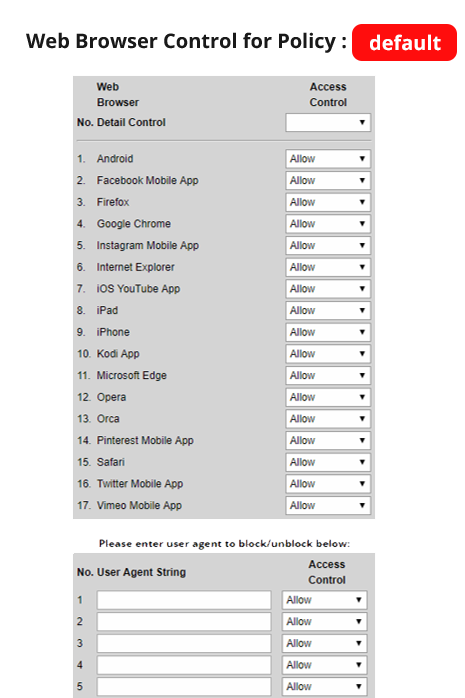 Web Browser Control for Policy : default
Web Access
Browser Control
No. Detail Control
1. Android Allow
2. Facebook Mobile App Allow
3. Firefox Allow
4. Google Chrome Allow
5. Instagram Mobile App Allow
6. Internet Explorer Allow
7. iOS YouTube App Allow
8. iPad Allow
9. iPhone Allow
10. Kodi App Allow
11. Microsoft Edge Allow
12. Opera Allow
13. Orca Allow
14. Pinterest Mobile App Allow
15. Safari Allow
16. Twitter Mobile App Allow
17. Vimeo Mobile App Allow
Please enter user agent to block/unblock below:
No. User Agent String Access Control
1 Allow
2 Allow
3 Allow
4 Allow
5 Allow